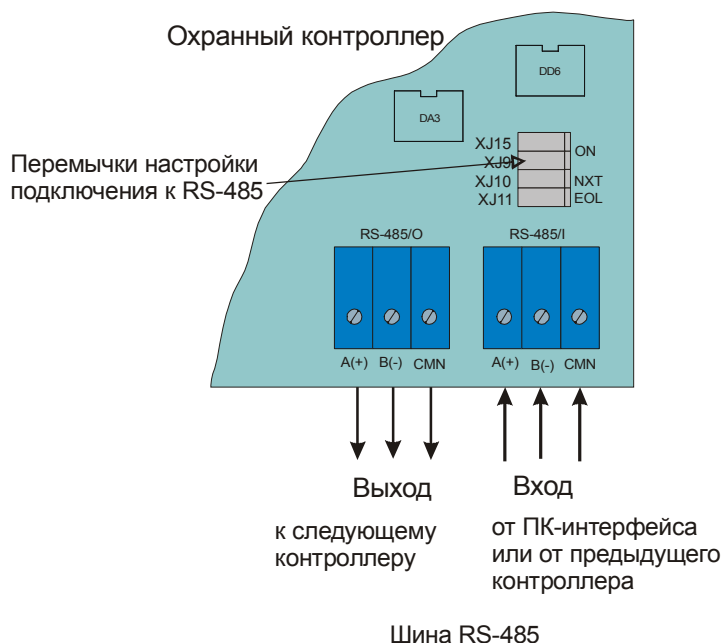 Охранный контроллер
DD6
DA3
XJ15
ON
XJ9
Перемычки настройки
подключения к RS-485
XJ10
NXT
XJ11
EOL
RS-485/O
RS-485/I
A(+) B(-) CMN
A(+) B(-) CMN
Выход
Вход
к следующему
контроллеру
от ПК-интерфейса
или от предыдущего
контроллера
Шина RS-485